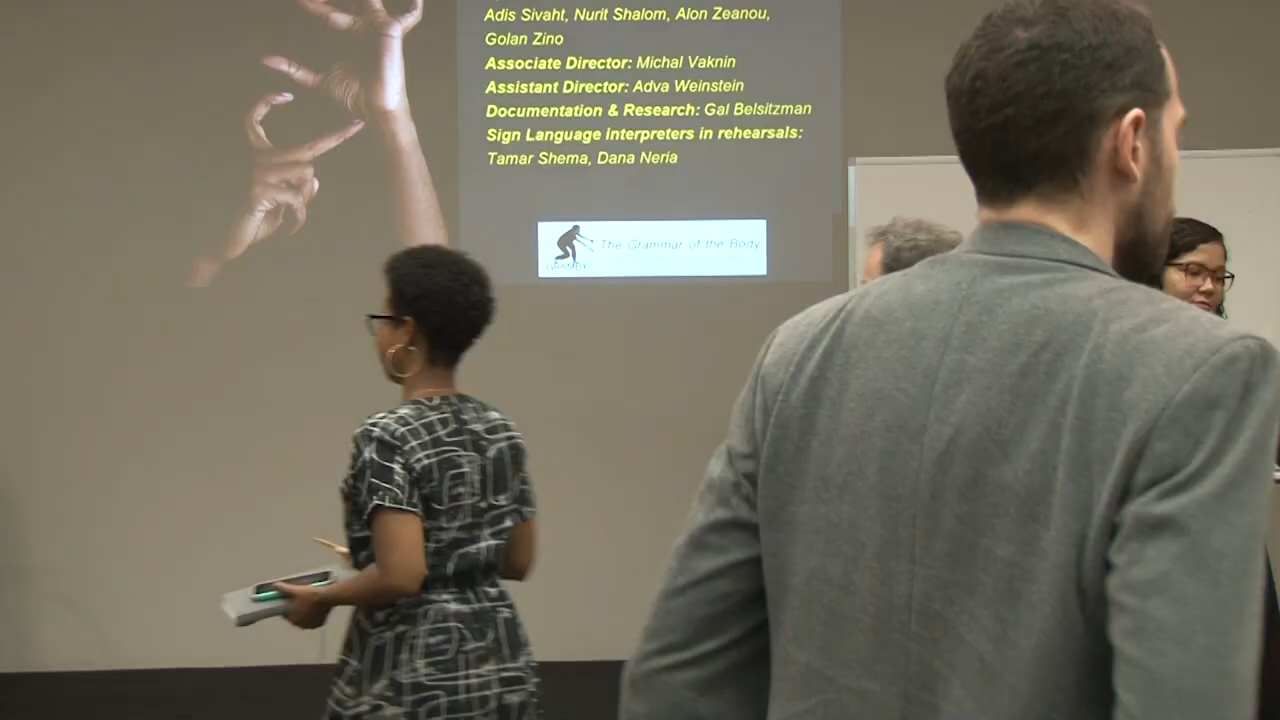 Adis Sivaht, Nurit Shalom, Alon Zeanou,
Golan Zino
Associate Director: Michal Vaknin
Assistant Director: Adva Weinstein
Documentation & Research: Gal Belsitzman
Sign Language interpreters in rehearsals:
Tamar Shema, Dana Neria
The Grammar of the Body
GRAMBY